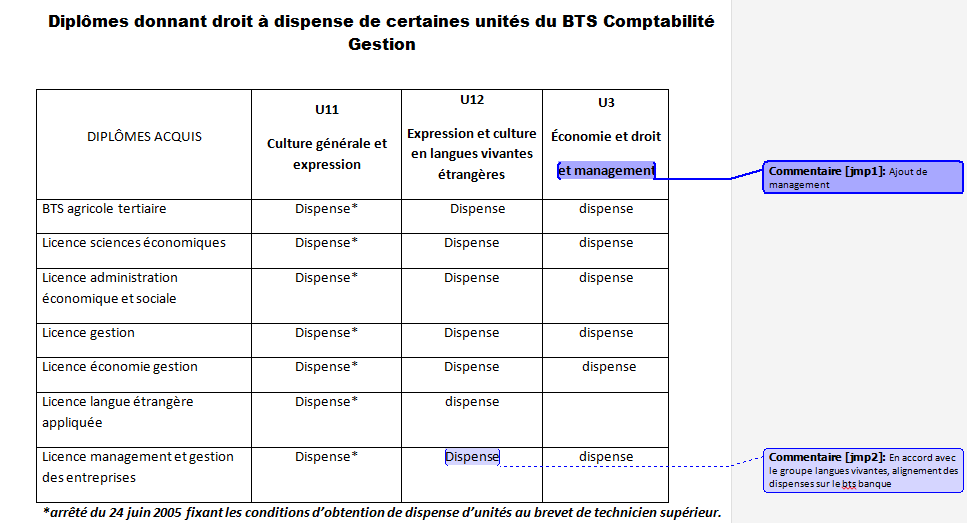 Diplômes donnant droit à dispense de certaines unités du BTS Comptabilité
Gestion
DIPLÔMES ACQUIS
U11
Culture générale et
expression
U12
Expression et culture
en langues vivantes
étrangères
U3
Économie et droit
et management
Commentaire [jmp1]: Ajout de
management
BTS agricole tertiaire Dispense* Dispense dispense
Licence sciences économiques Dispense* Dispense dispense
Licence administration
économique et sociale Dispense* Dispense dispense
Licence gestion Dispense* Dispense dispense
Licence économie gestion Dispense* Dispense dispense
Licence langue étrangère
appliquée Dispense* dispense
Licence management et gestion
des entreprises Dispense* Dispense dispense
Commentaire [jmp2]: En accord avec
le groupe langues vivantes, alignement des
dispenses sur le bts banque
*arrêté du 24 juin 2005 fixant les conditions d’obtention de dispense d’unités au brevet de technicien supérieur.